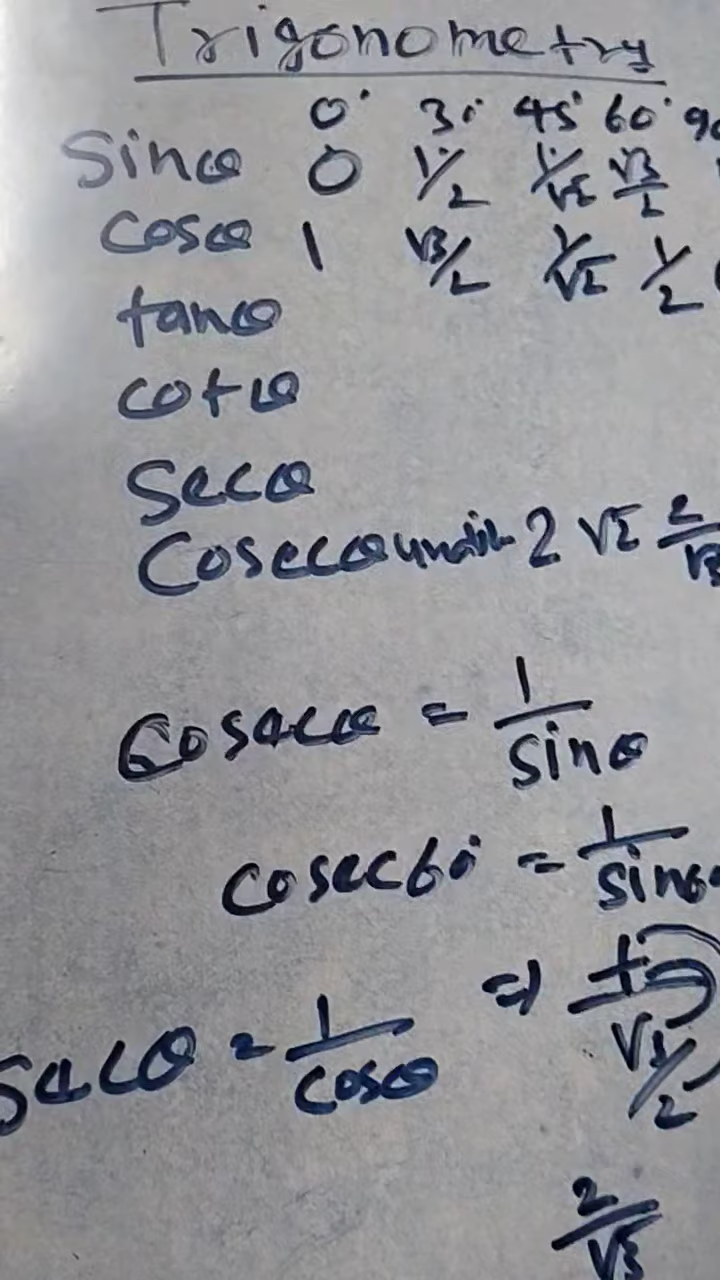 Trigonometry
0° 30° 45° 60° 90
Sinθ 0 1/2 1/√2 √3/2
Cosθ 1 √3/2 1/√2 1/2
tanθ
cotθ
Secθ
Cosecθ 2 √2 2/√3
Cosecθ = 1/sinθ
cosec60° = 1/sin60
⇒ 1/√3/2
Secθ = 1/cosθ
2/√3